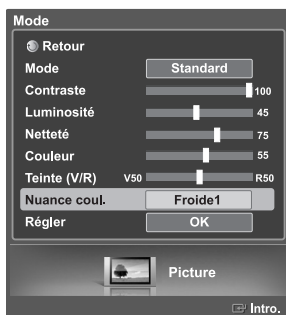 Mode
Retour
Mode Standard
Contraste 100
Luminosité 45
Netteté 75
Couleur 55
Teinte (V/R) V50 R50
Nuance coul. Froide1
Régler OK
Picture
Intro.